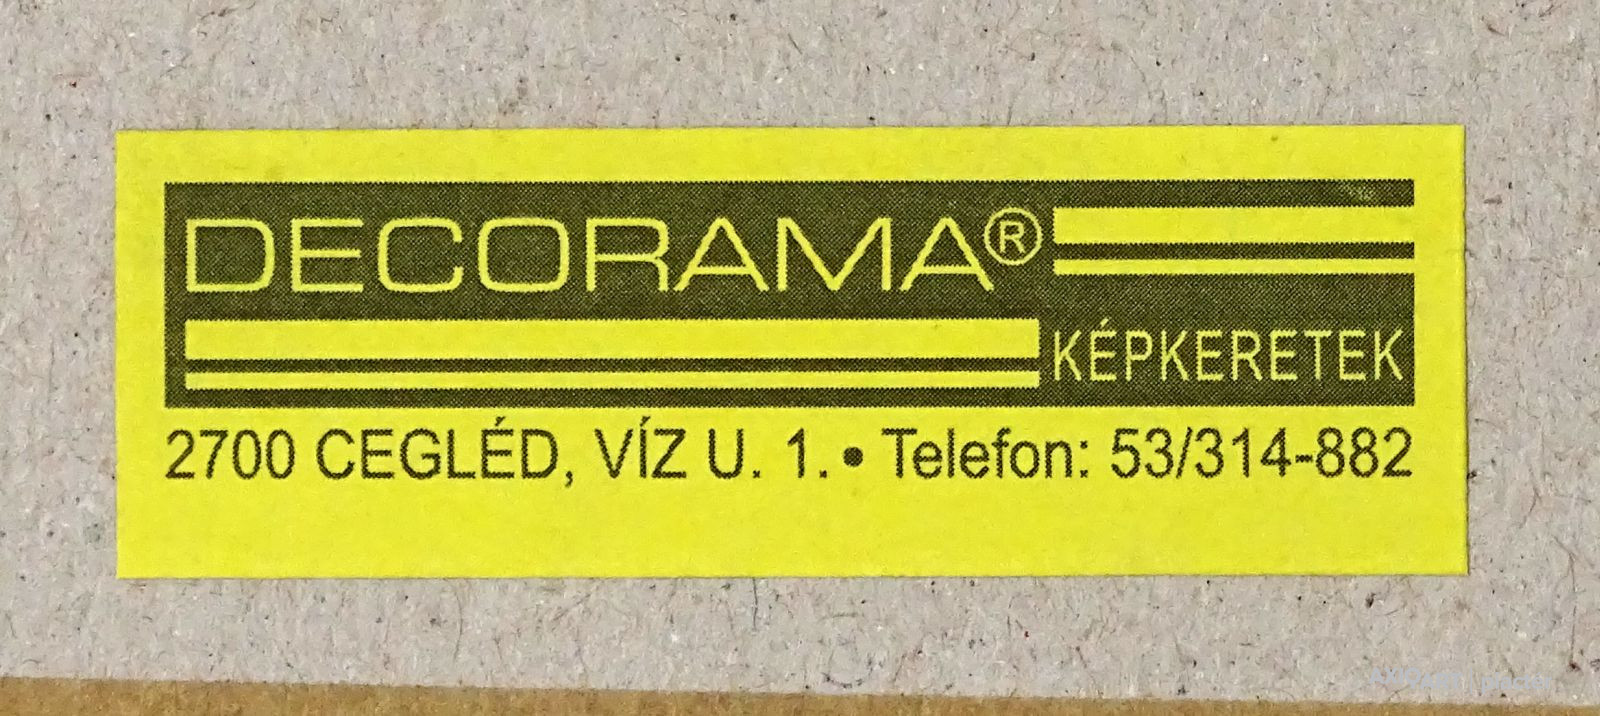 DECORAMA®
KÉPKERETEK
2700 CEGLÉD, VÍZ U. 1. • Telefon: 53/314-882